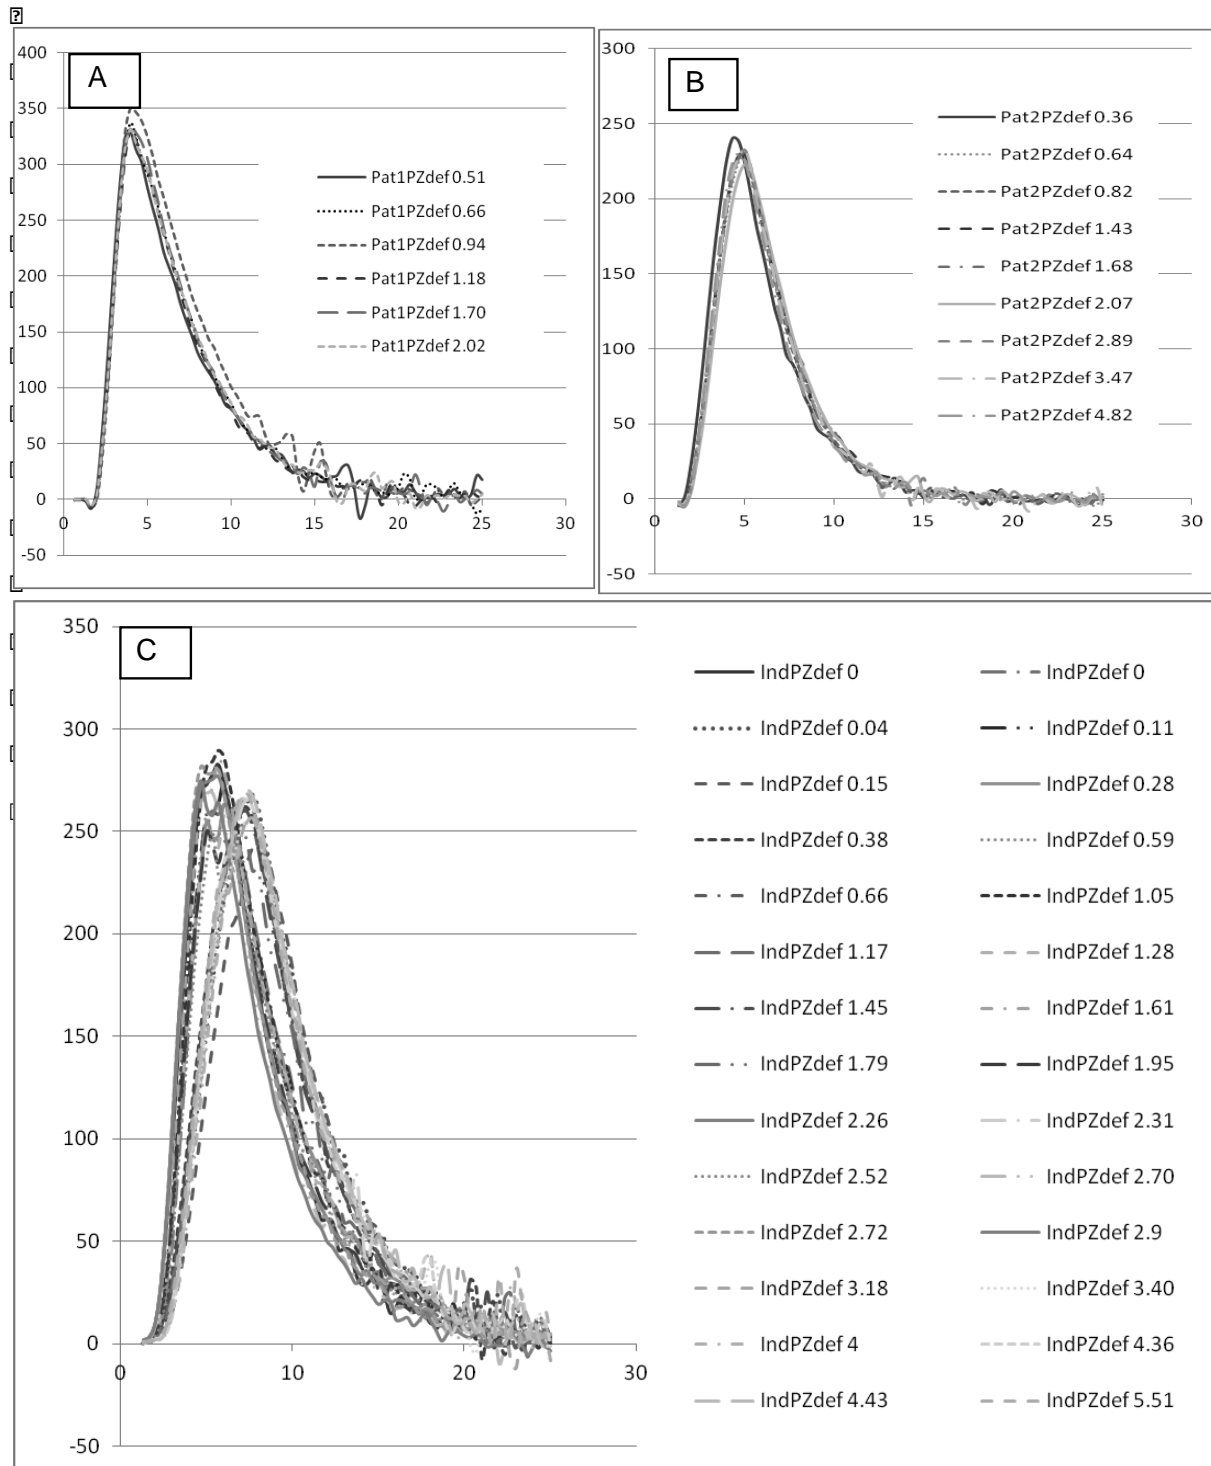 ?
A
400
350
300
250
200
150
100
50
0
-50
0 5 10 15 20 25 30
Pat1PZdef 0.51
Pat1PZdef 0.66
Pat1PZdef 0.94
Pat1PZdef 1.18
Pat1PZdef 1.70
Pat1PZdef 2.02
B
300
250
200
150
100
50
0
-50
0 5 10 15 20 25 30
Pat2PZdef 0.36
Pat2PZdef 0.64
Pat2PZdef 0.82
Pat2PZdef 1.43
Pat2PZdef 1.68
Pat2PZdef 2.07
Pat2PZdef 2.89
Pat2PZdef 3.47
Pat2PZdef 4.82
C
350
300
250
200
150
100
50
0
-50
0 10 20 30
IndPZdef 0 IndPZdef 0
IndPZdef 0.04 IndPZdef 0.11
IndPZdef 0.15 IndPZdef 0.28
IndPZdef 0.38 IndPZdef 0.59
IndPZdef 0.66 IndPZdef 1.05
IndPZdef 1.17 IndPZdef 1.28
IndPZdef 1.45 IndPZdef 1.61
IndPZdef 1.79 IndPZdef 1.95
IndPZdef 2.26 IndPZdef 2.31
IndPZdef 2.52 IndPZdef 2.70
IndPZdef 2.72 IndPZdef 2.9
IndPZdef 3.18 IndPZdef 3.40
IndPZdef 4 IndPZdef 4.36
IndPZdef 4.43 IndPZdef 5.51